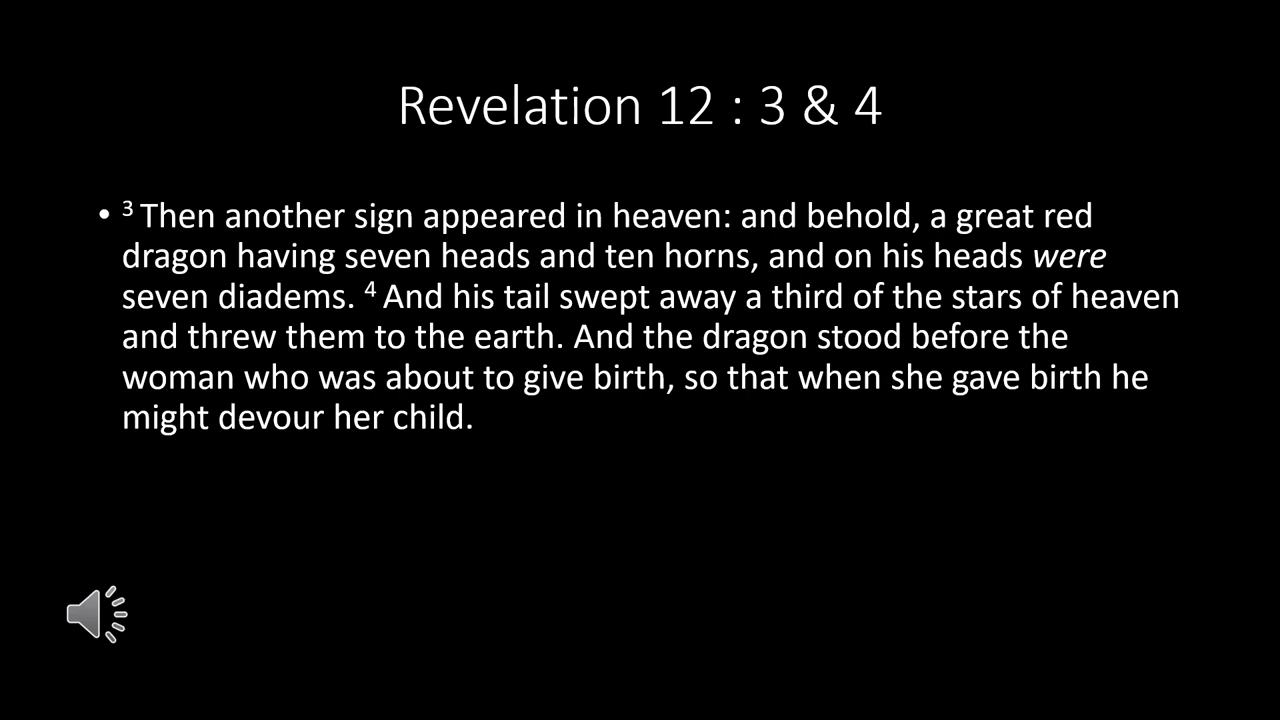 Revelation 12 : 3 & 4
• 3 Then another sign appeared in heaven: and behold, a great red
dragon having seven heads and ten horns, and on his heads were
seven diadems. 4 And his tail swept away a third of the stars of heaven
and threw them to the earth. And the dragon stood before the
woman who was about to give birth, so that when she gave birth he
might devour her child.